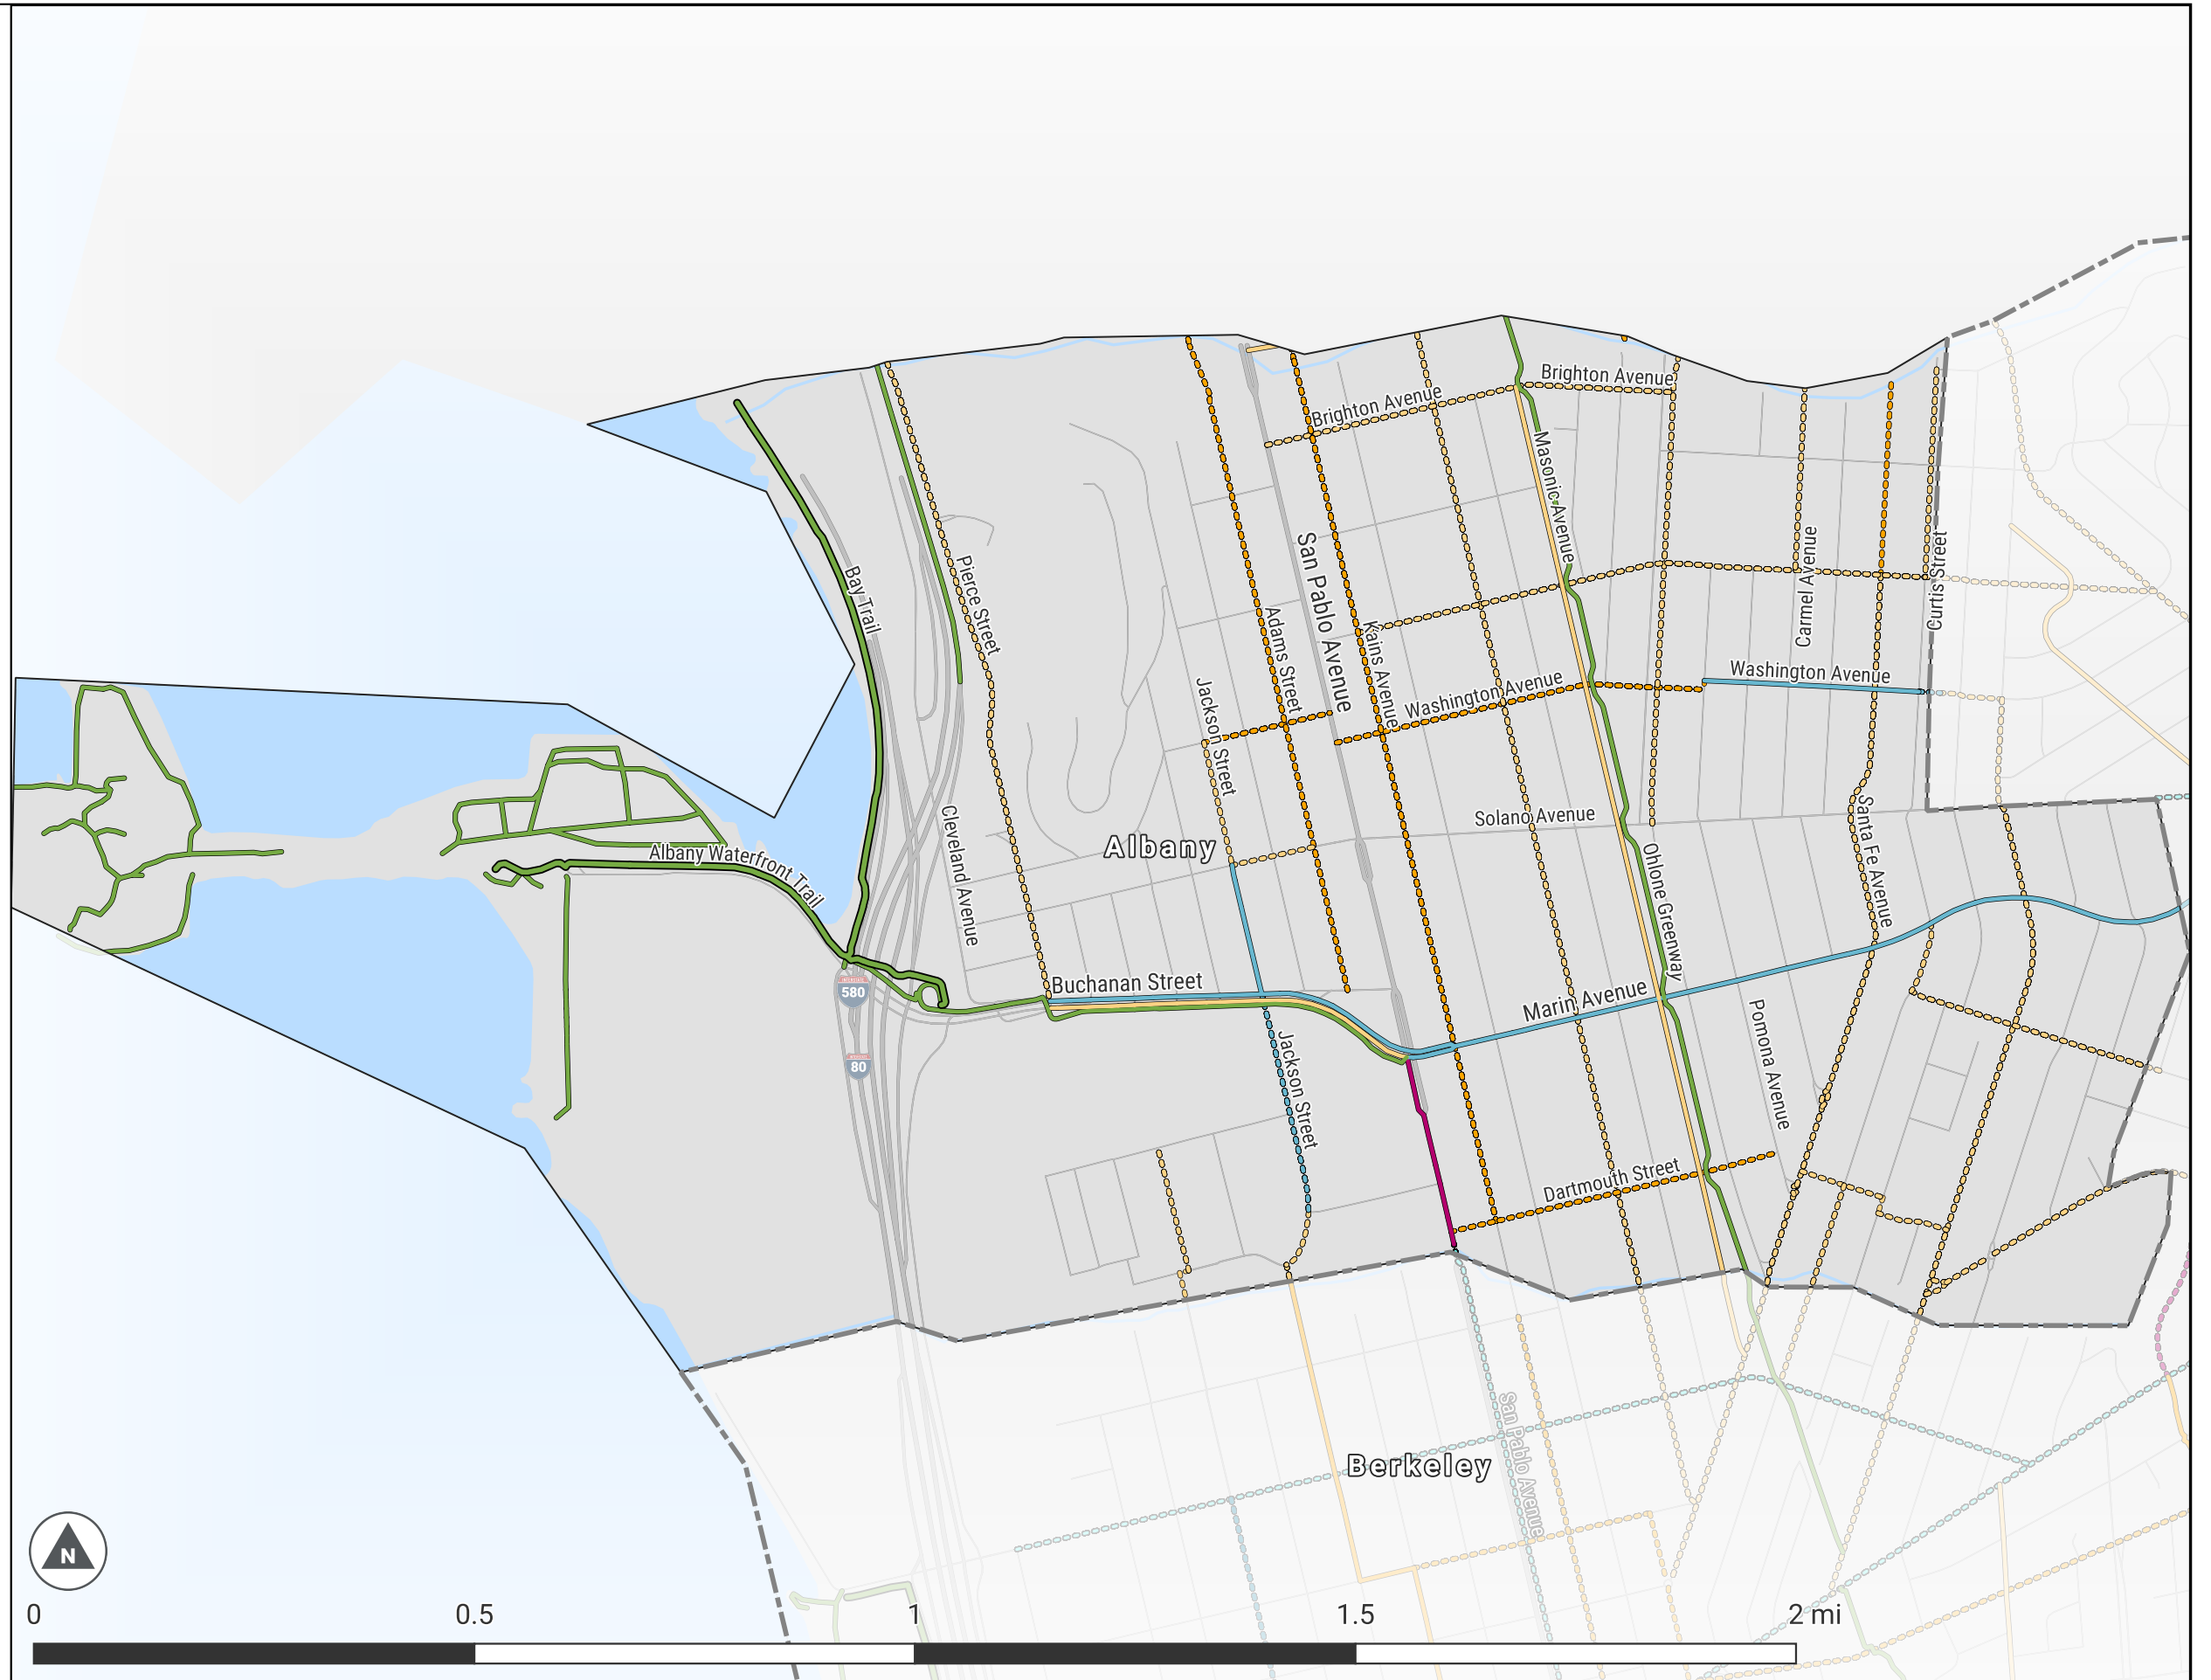 Brighton Avenue
Brighton Avenue
Masonic Avenue
Bay Trail
Pierce Street
San Pablo Avenue
Carmel Avenue
Curtis Street
Adams Street
Kains Avenue
Washington Avenue
Washington Avenue
Jackson Street
Solano Avenue
Cleveland Avenue
Albany
Santa Fe Avenue
Albany Waterfront Trail
Ohlone Greenway
Buchanan Street
580
Marin Avenue
80
Jackson Street
Pomona Avenue
Dartmouth Street
San Pablo Avenue
Berkeley
N
0 0.5 1 1.5 2 mi